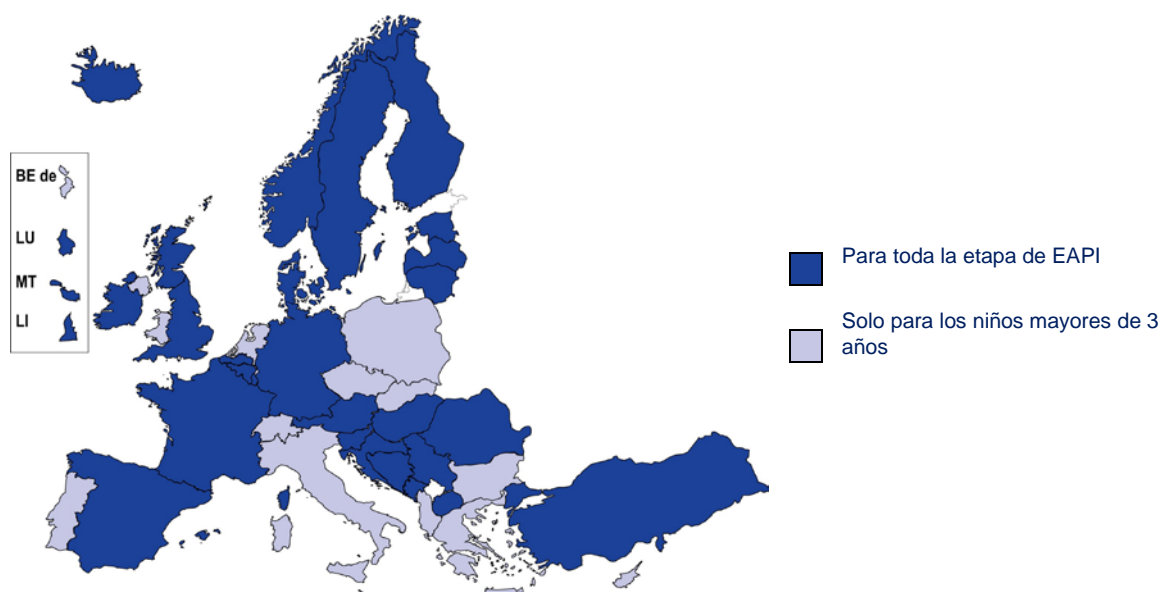 BE de
LU
MT
LI
Para toda la etapa de EAPI
Solo para los niños mayores de 3
años